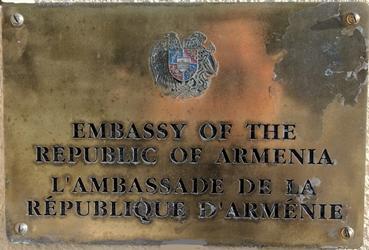 EMBASSY OF THE
REPUBLIC OF ARMENIA
L'AMBASSADE DE LA
RÉPUBLIQUE D'ARMÉNIE